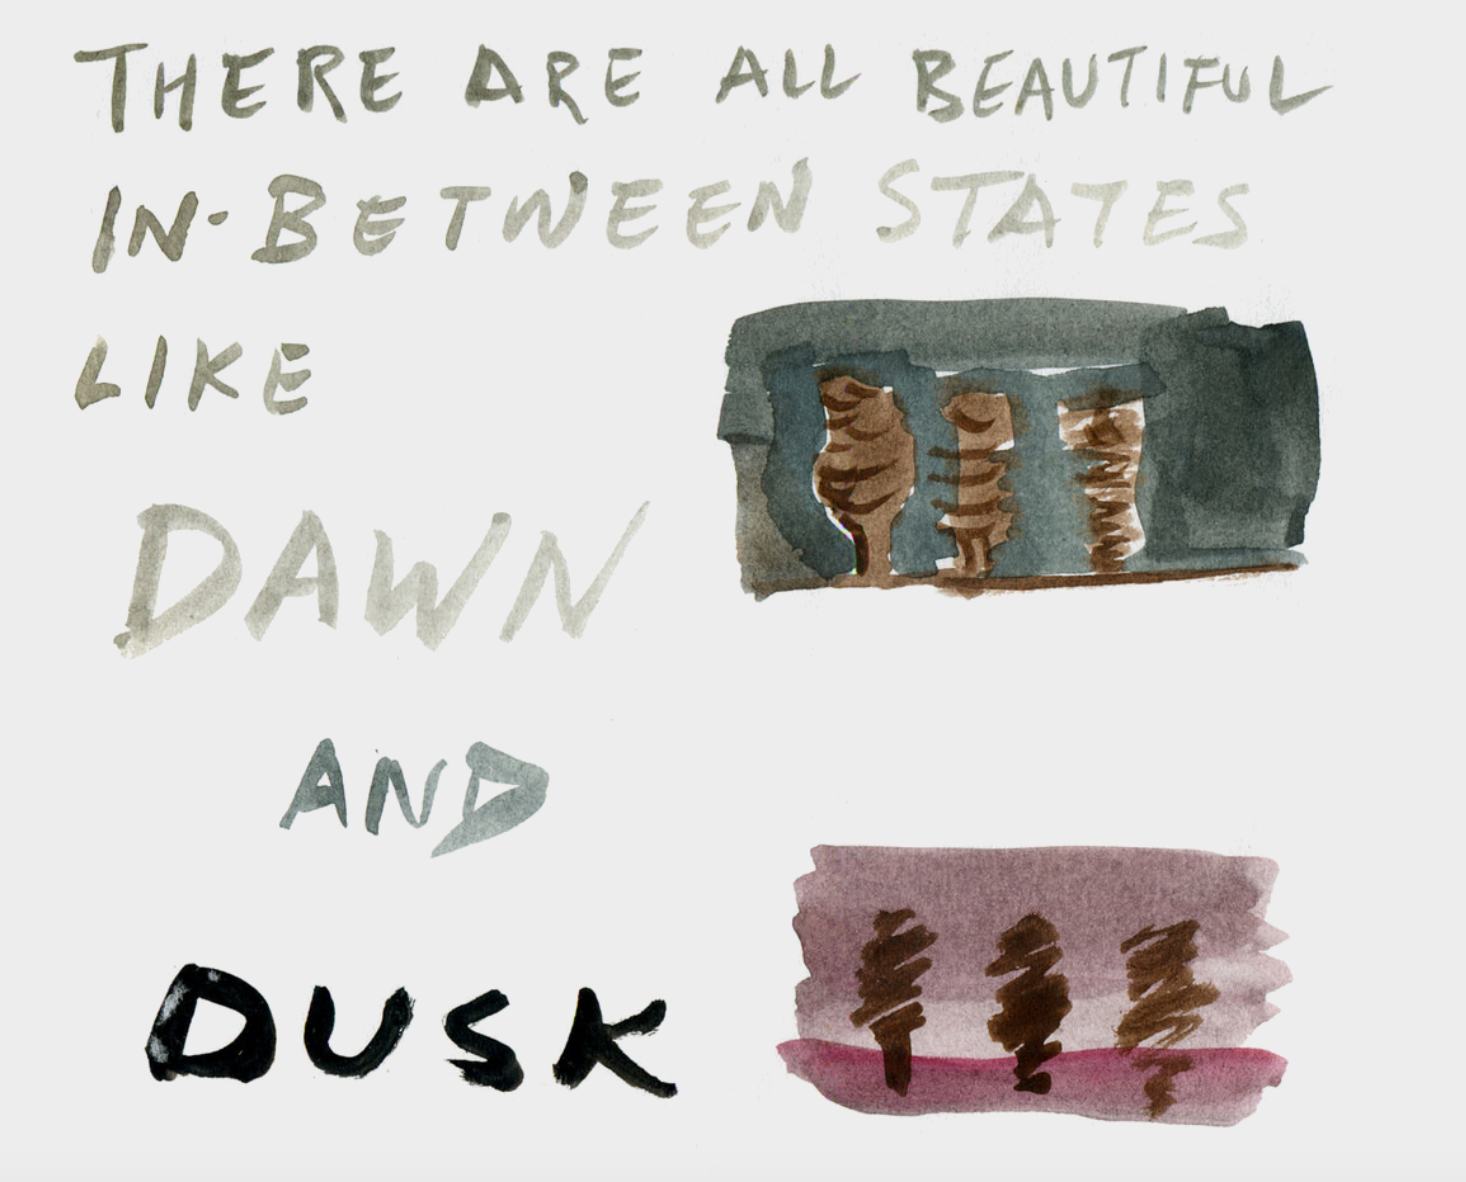 THERE ARE ALL BEAUTIFUL
IN-BETWEEN STATES
LIKE
DAWN
AND
DUSK